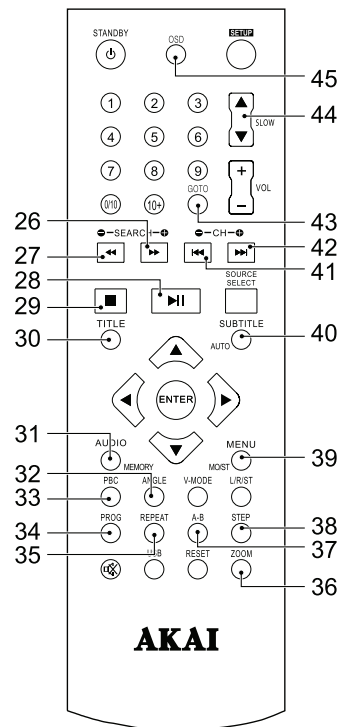 STANDBY OSD SETUP
45
1 2 3
SLOW 44
4 5 6
7 8 9
+ VOL −
0/10 10+ GOTO
43
26 SEARCH CH
27 42
41
28 SOURCE
SELECT
29
30 TITLE SUBTITLE
AUTO 40
ENTER
31 AUDIO MENU
32 MEMORY MOIST 39
33 PBC ANGLE V-MODE L/R/ST
34 PROG REPEAT A-B STEP 38
35 37
USB RESET ZOOM
36
AKAI